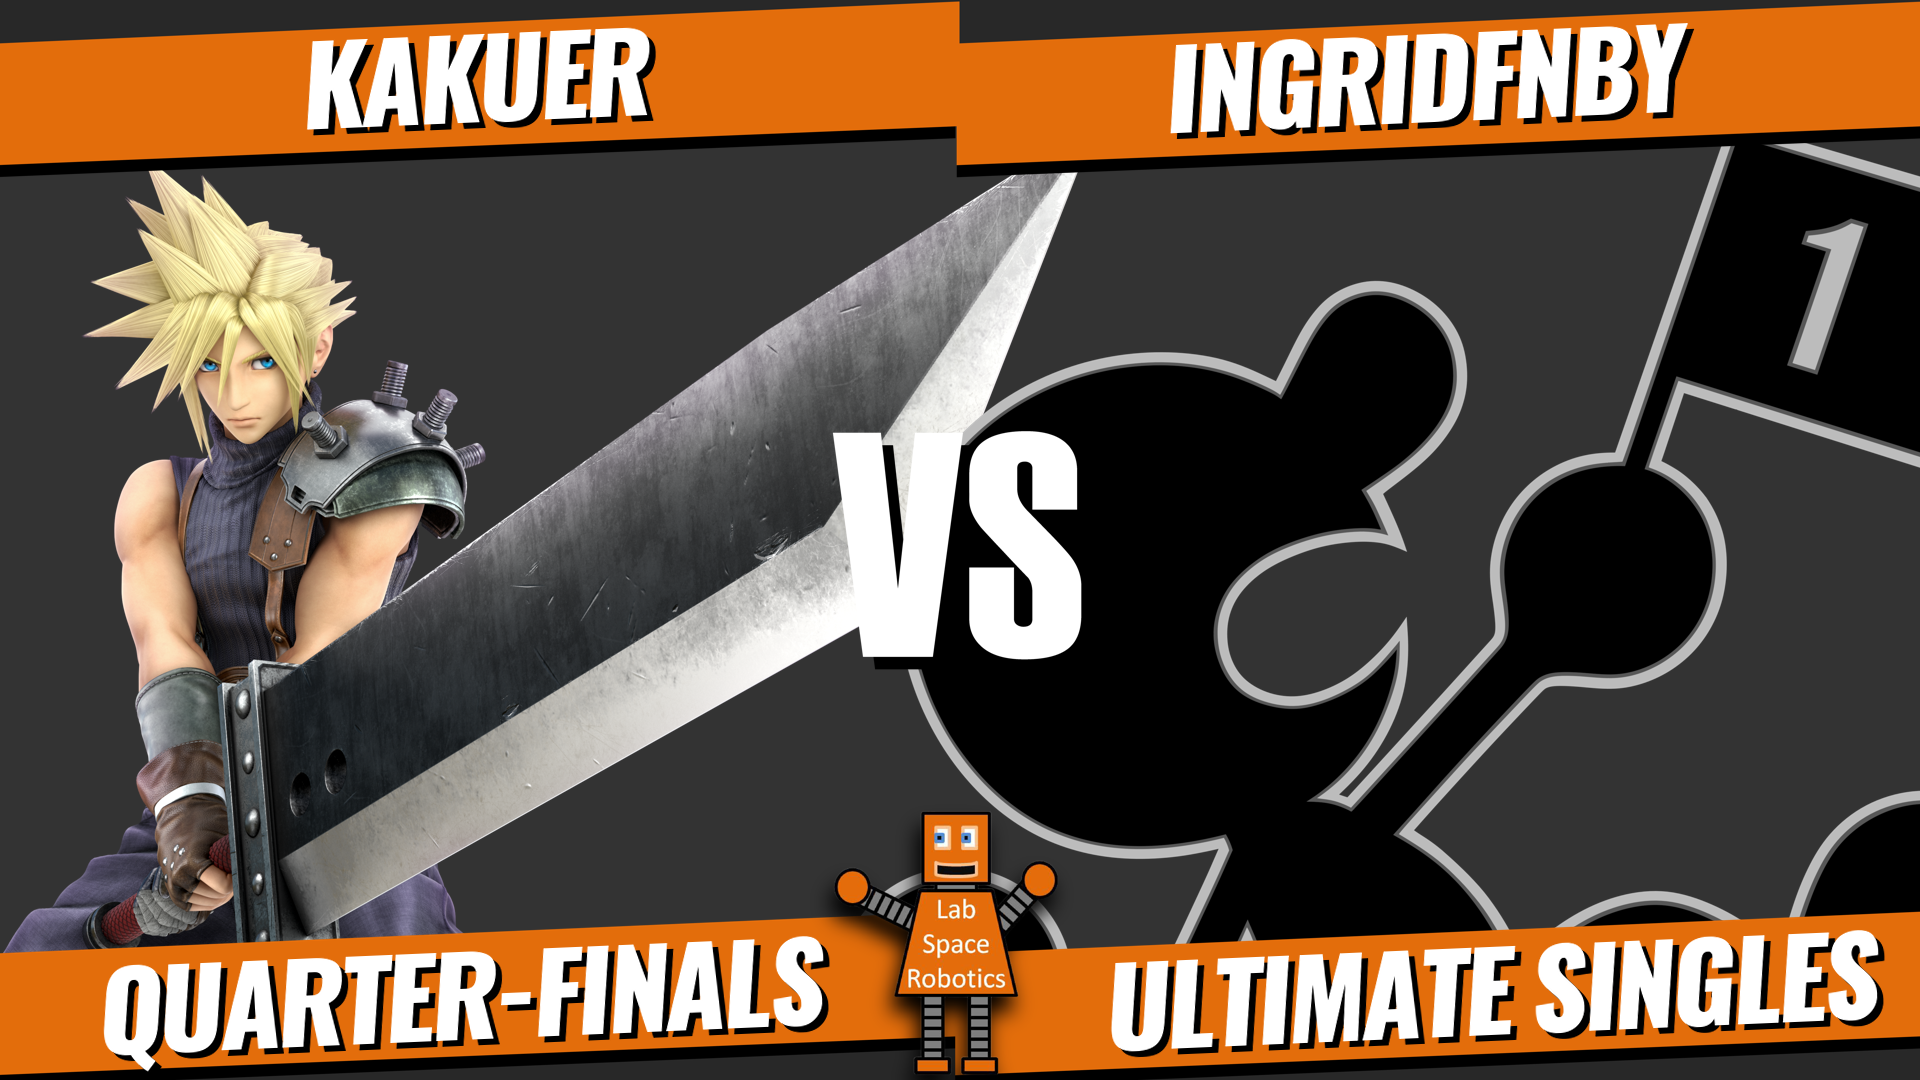 KAKUER
INGRIDFNBY
1
VS
Lab
Space
Robotics
QUARTER-FINALS
ULTIMATE SINGLES